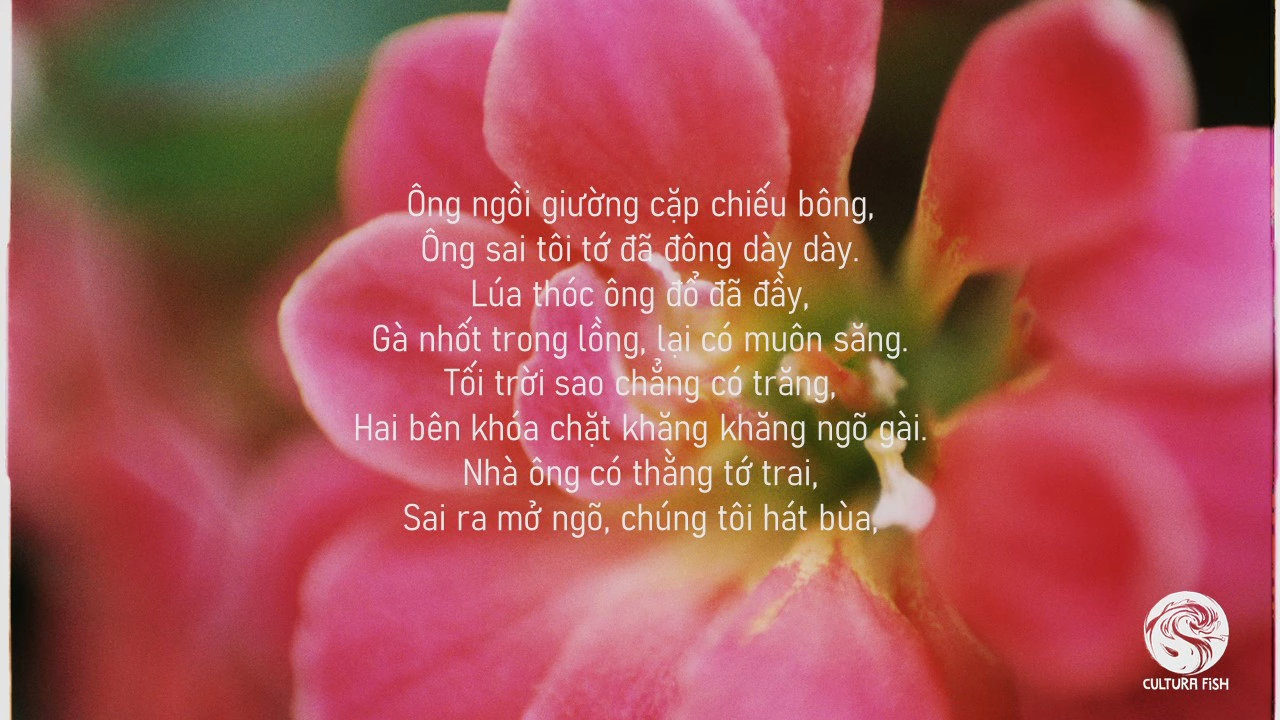 Ông ngồi giường cặp chiếu bông,
Ông sai tôi tớ đã đông dày dày.
Lúa thóc ông đổ đã đầy,
Gà nhốt trong lồng, lại có muôn săng.
Tối trời sao chẳng có trăng,
Hai bên khóa chặt khăng khăng ngõ gài.
Nhà ông có thằng tớ trai,
Sai ra mở ngõ, chúng tôi hát bùa,
CULTURA FiSH